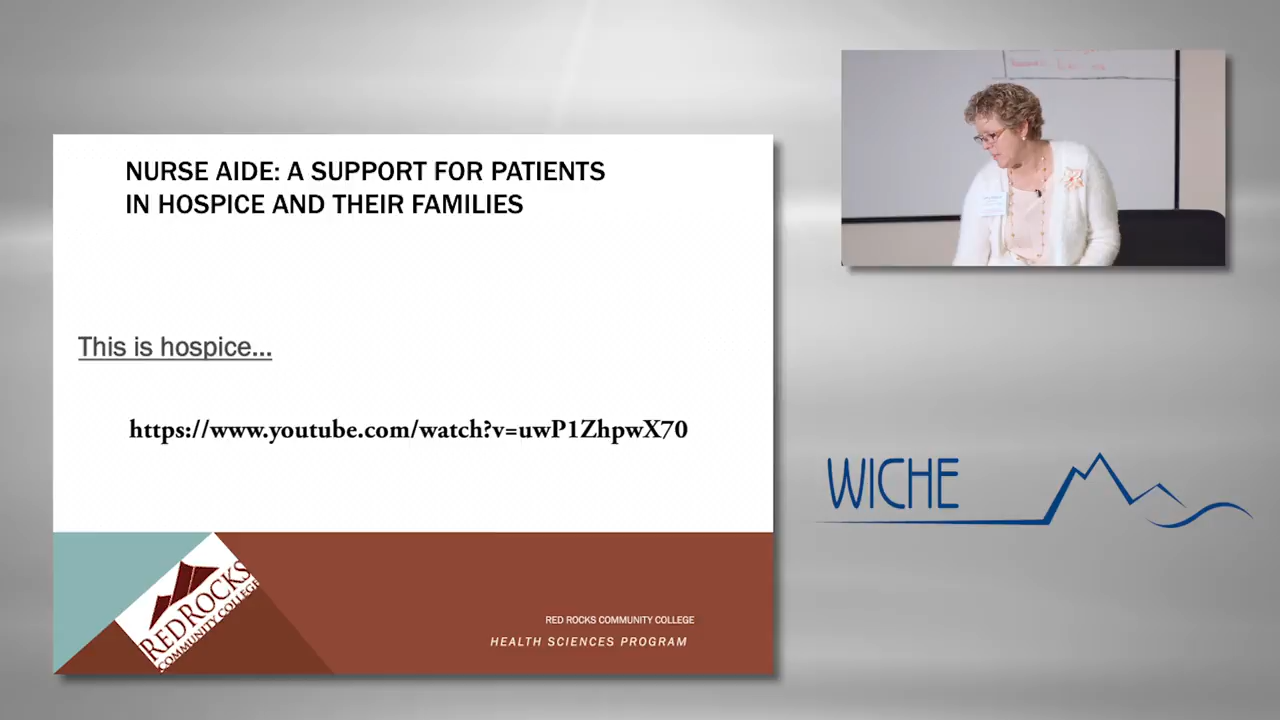 NURSE AIDE: A SUPPORT FOR PATIENTS
IN HOSPICE AND THEIR FAMILIES
This is hospice...
https://www.youtube.com/watch?v=uwP1ZhpwX70
RED ROCKS
COMMUNITY COLLEGE
RED ROCKS COMMUNITY COLLEGE
HEALTH SCIENCES PROGRAM
WICHE